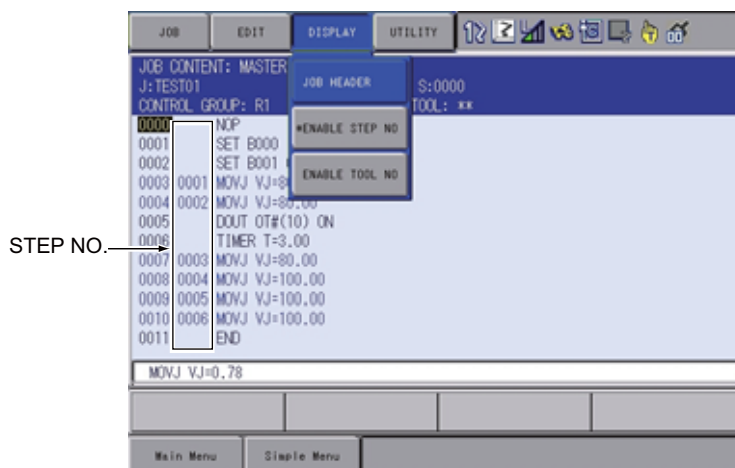 JOB EDIT DISPLAY UTILITY
JOB CONTENT: MASTER
JOB HEADER
J:TEST01 S:0000
CONTROL GROUP: R1 TOOL: **
0000 NOP
*ENABLE STEP NO
0001 SET B000
0002 SET B001
ENABLE TOOL NO
0003 0001 MOVJ VJ=8
0004 0002 MOVJ VJ=80.00
0005 DOUT OT#(10) ON
STEP NO.
0006 TIMER T=3.00
0007 0003 MOVJ VJ=80.00
0008 0004 MOVJ VJ=100.00
0009 0005 MOVJ VJ=100.00
0010 0006 MOVJ VJ=100.00
0011 END
MOVJ VJ=0.78
Main Menu Simple Menu